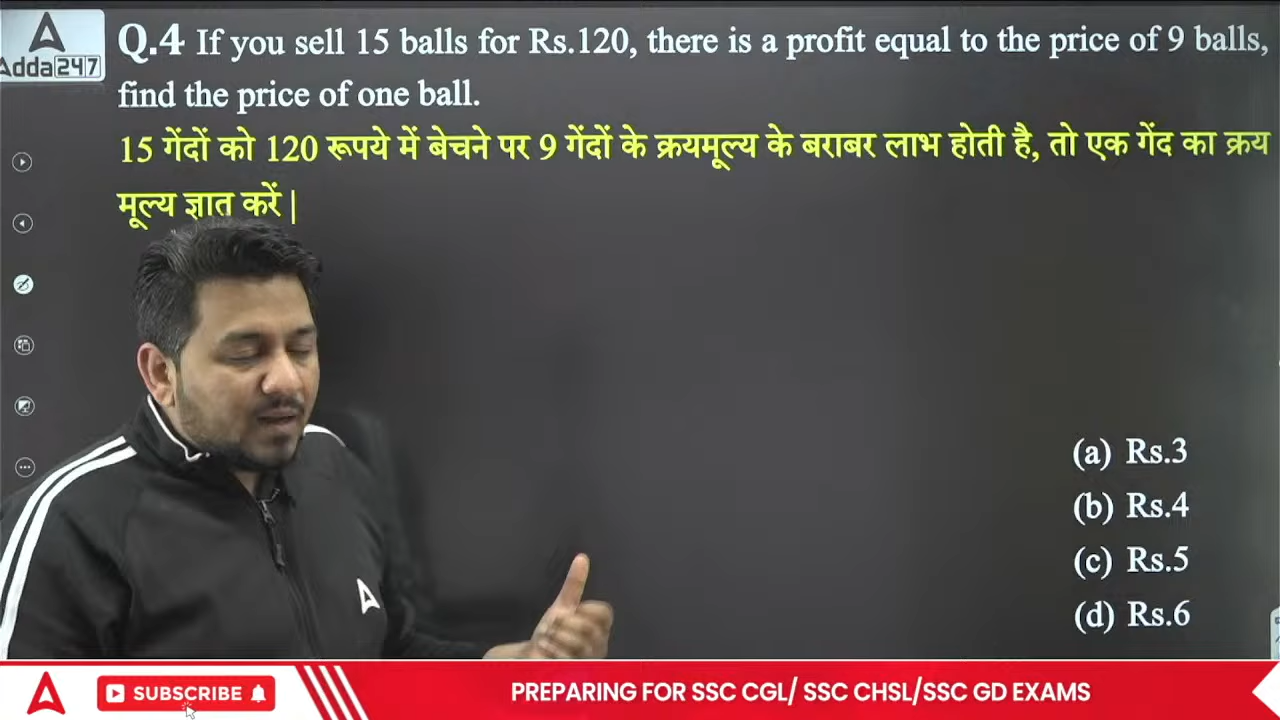 Adda247
Q.4 If you sell 15 balls for Rs.120, there is a profit equal to the price of 9 balls,
find the price of one ball.
15 गेंदों को 120 रूपये में बेचने पर 9 गेंदों के क्रयमूल्य के बराबर लाभ होती है, तो एक गेंद का क्रय
मूल्य ज्ञात करें |
(a) Rs.3
(b) Rs.4
(c) Rs.5
(d) Rs.6
SUBSCRIBE
PREPARING FOR SSC CGL/ SSC CHSL/SSC GD EXAMS